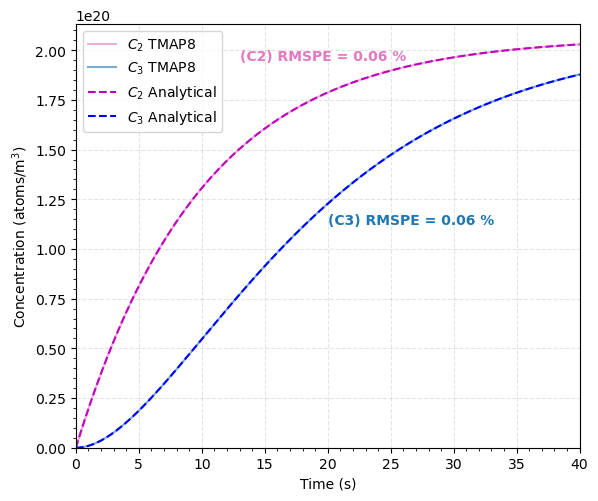 1e20
2.00
1.75
1.50
1.25
1.00
0.75
0.50
0.25
0.00
Concentration (atoms/m³)
C₂ TMAP8
C₃ TMAP8
C₂ Analytical
C₃ Analytical
(C2) RMSPE = 0.06 %
(C3) RMSPE = 0.06 %
0 5 10 15 20 25 30 35 40
Time (s)